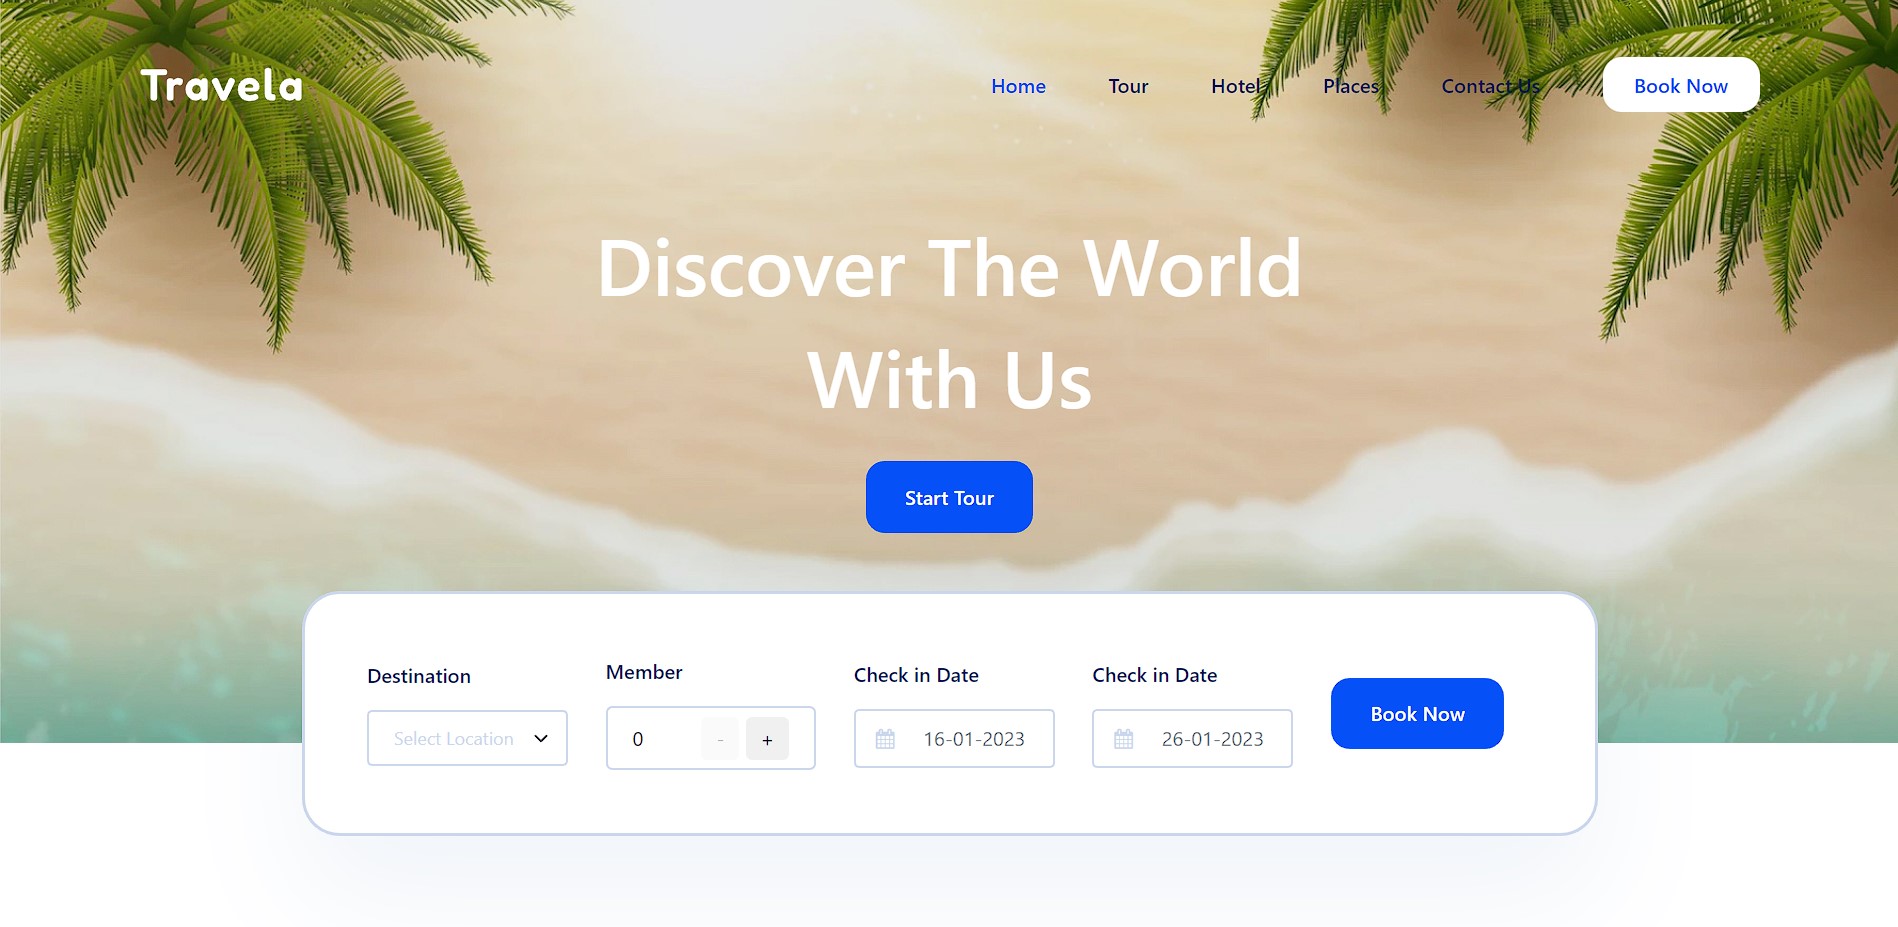 Travela
Home Tour Hotel Places Contact Us Book Now
Discover The World
With Us
Start Tour
Destination Member Check in Date Check in Date
Select Location 0 - + 16-01-2023 26-01-2023 Book Now